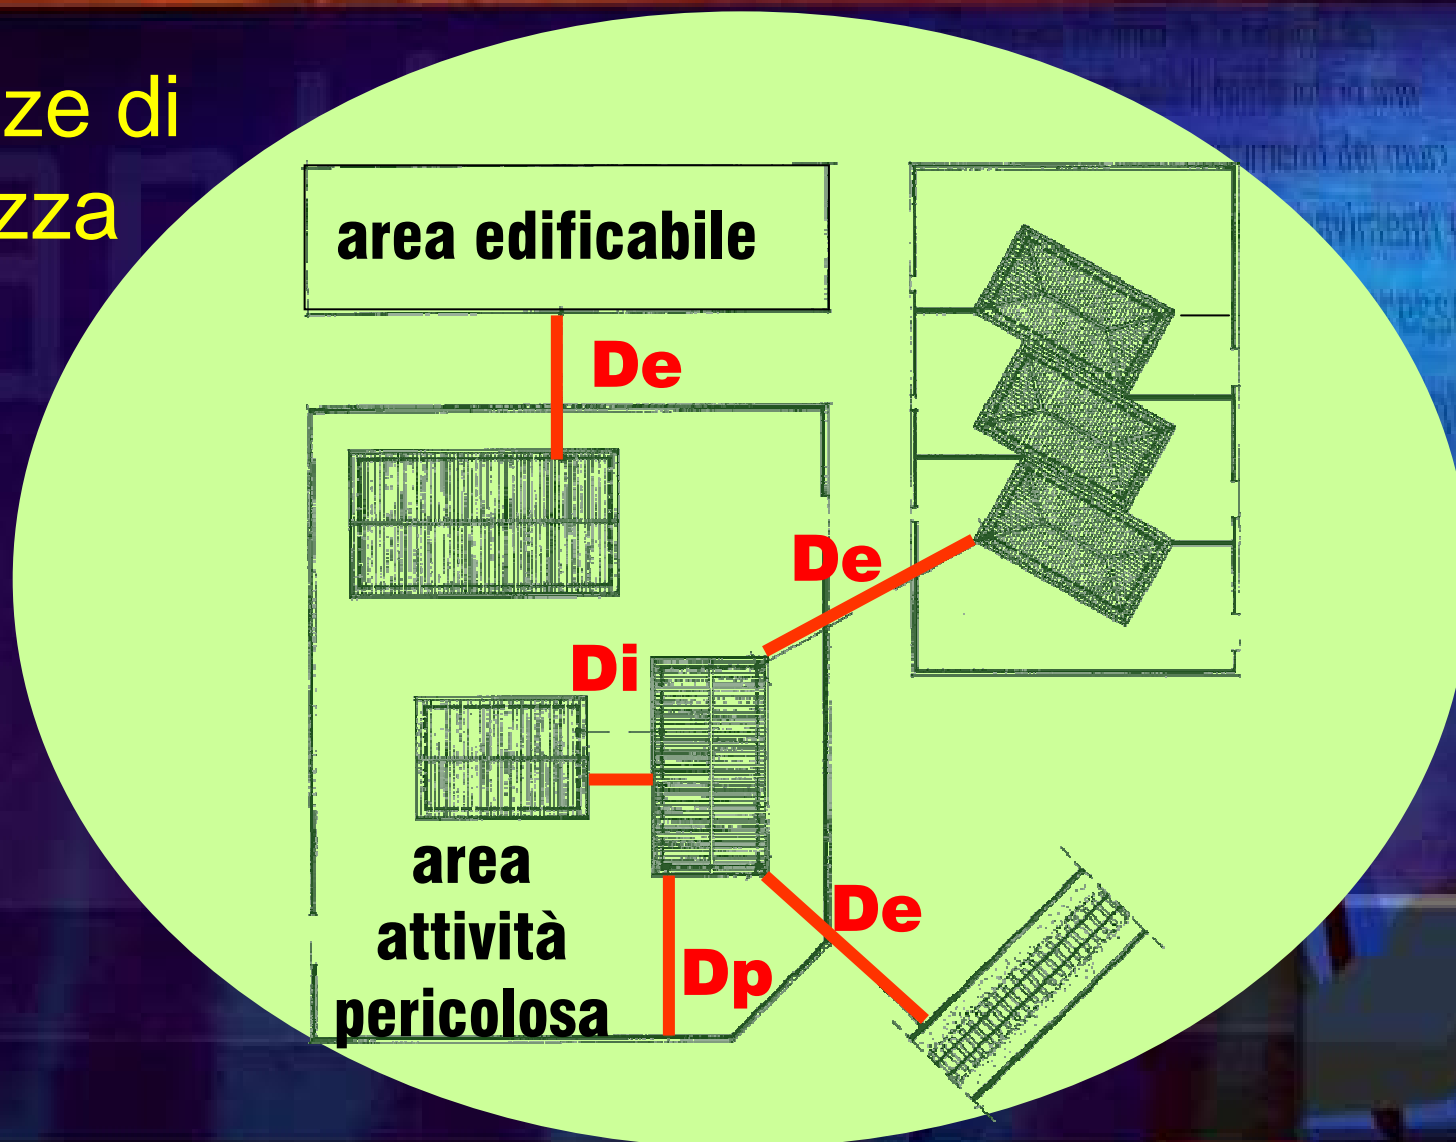 ze di
zza
area edificabile
De
De
Di
area
attività
pericolosa
De
Dp